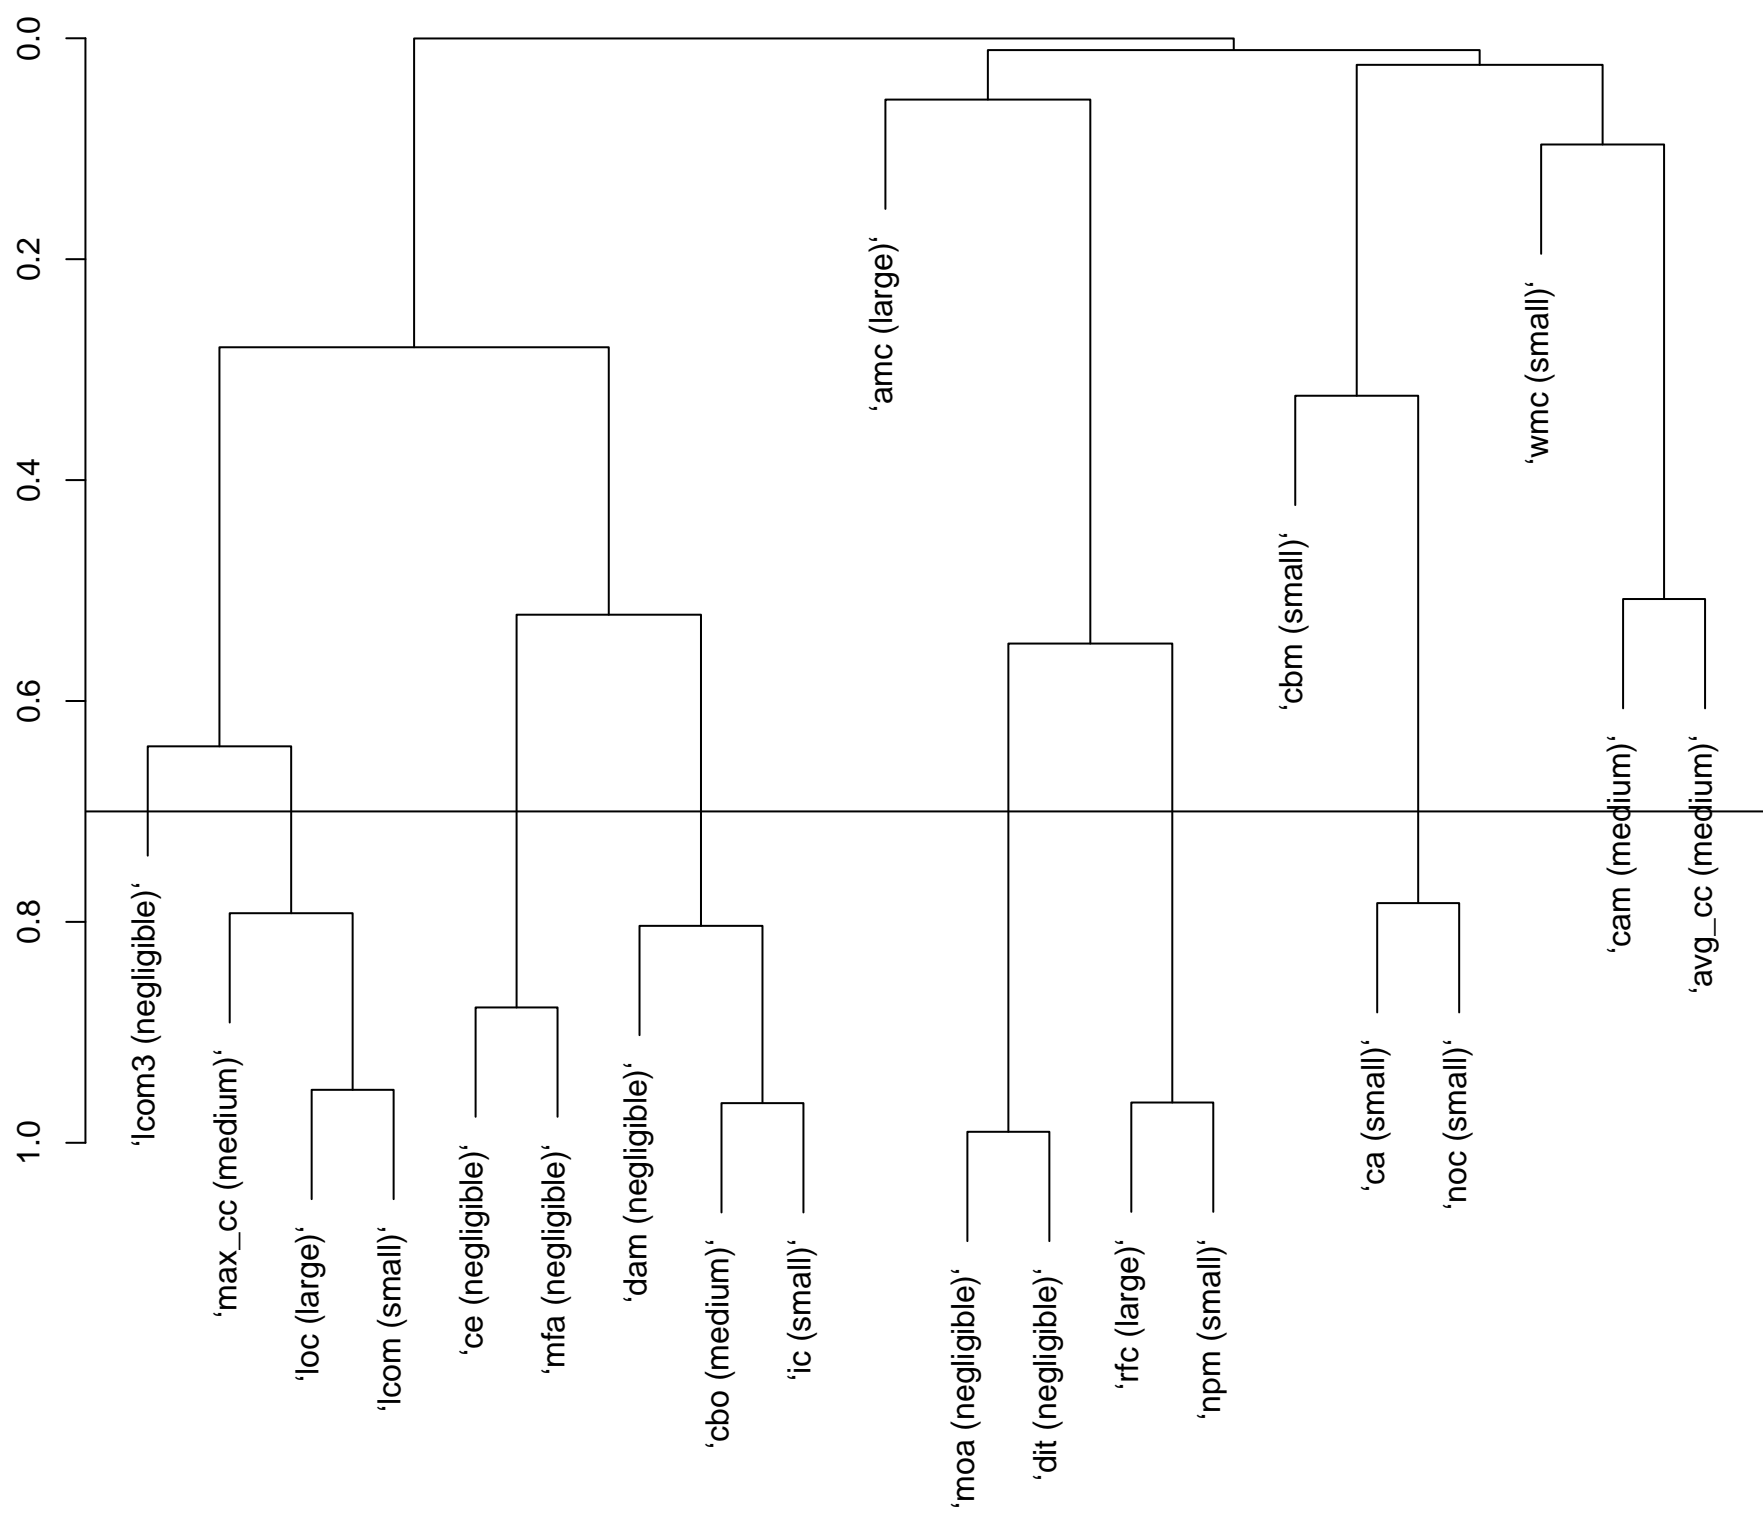 0.0
0.2
0.4
0.6
0.8
1.0
‘lcom3 (negligible)‘
‘max_cc (medium)‘
‘loc (large)‘
‘lcom (small)‘
‘ce (negligible)‘
‘mfa (negligible)‘
‘dam (negligible)‘
‘cbo (medium)‘
‘ic (small)‘
‘amc (large)‘
‘moa (negligible)‘
‘dit (negligible)‘
‘rfc (large)‘
‘npm (small)‘
‘cbm (small)‘
‘ca (small)‘
‘noc (small)‘
‘wmc (small)‘
‘cam (medium)‘
‘avg_cc (medium)‘